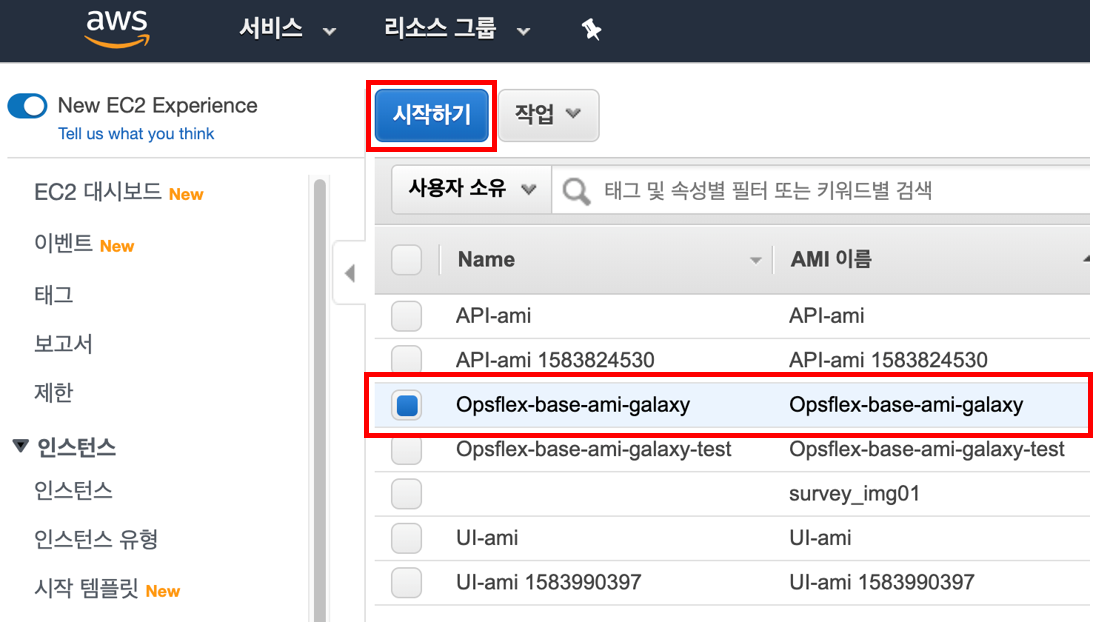 aws 서비스 리소스 그룹
New EC2 Experience
Tell us what you think
EC2 대시보드 New
이벤트 New
태그
보고서
제한
인스턴스
인스턴스
인스턴스 유형
시작 템플릿 New
시작하기 작업
사용자 소유 태그 및 속성별 필터 또는 키워드별 검색
Name AMI 이름
API-ami API-ami
API-ami 1583824530 API-ami 1583824530
Opsflex-base-ami-galaxy Opsflex-base-ami-galaxy
Opsflex-base-ami-galaxy-test Opsflex-base-ami-galaxy-test
survey_img01
UI-ami UI-ami
UI-ami 1583990397 UI-ami 1583990397